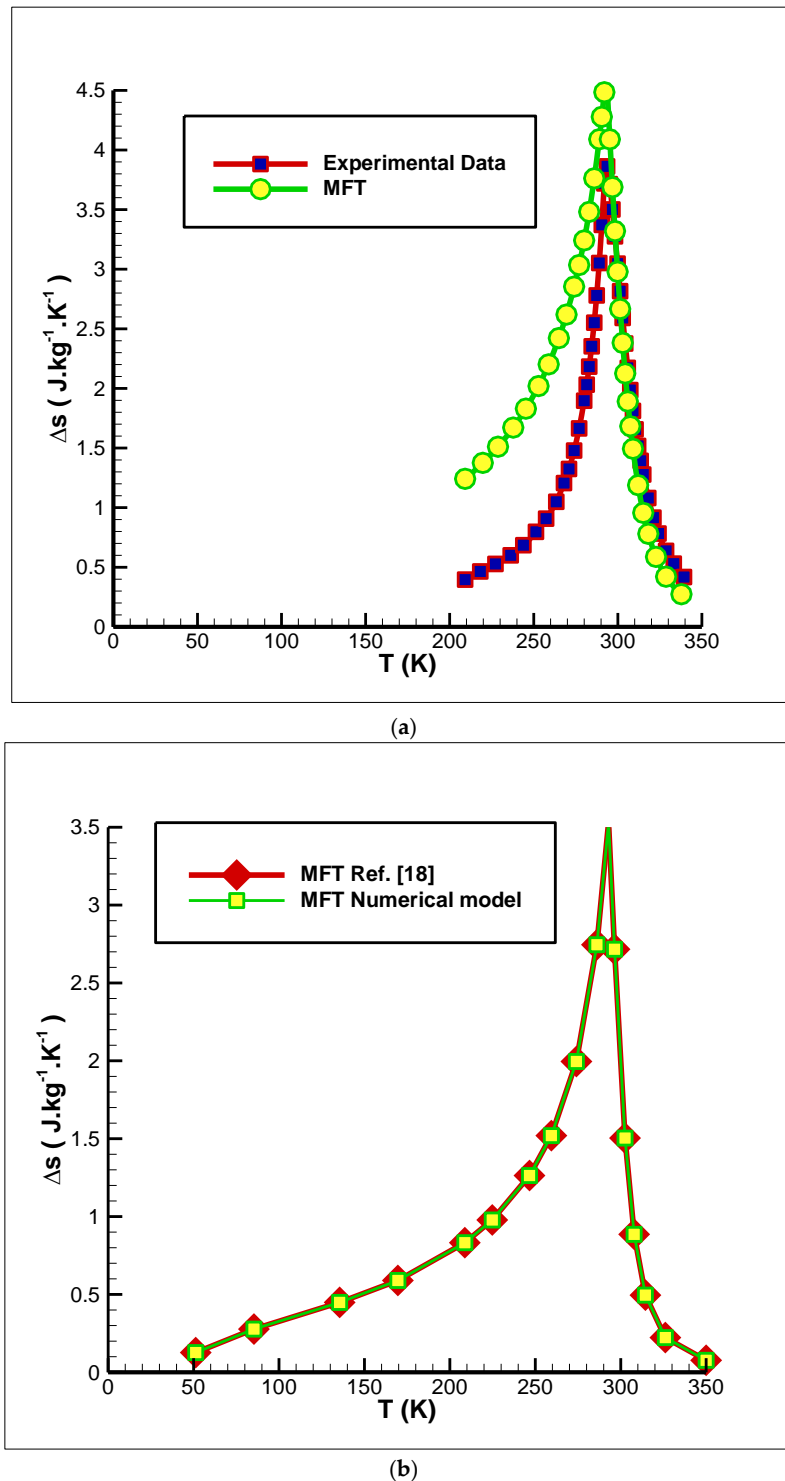 4.5
4
3.5
3
2.5
2
1.5
1
0.5
0
Δs ( J.kg⁻¹.K⁻¹ )
Experimental Data
MFT
0 50 100 150 200 250 300 350
T (K)
(a)
3.5
3
2.5
2
1.5
1
0.5
0
Δs ( J.kg⁻¹.K⁻¹ )
MFT Ref. [18]
MFT Numerical model
0 50 100 150 200 250 300 350
T (K)
(b)